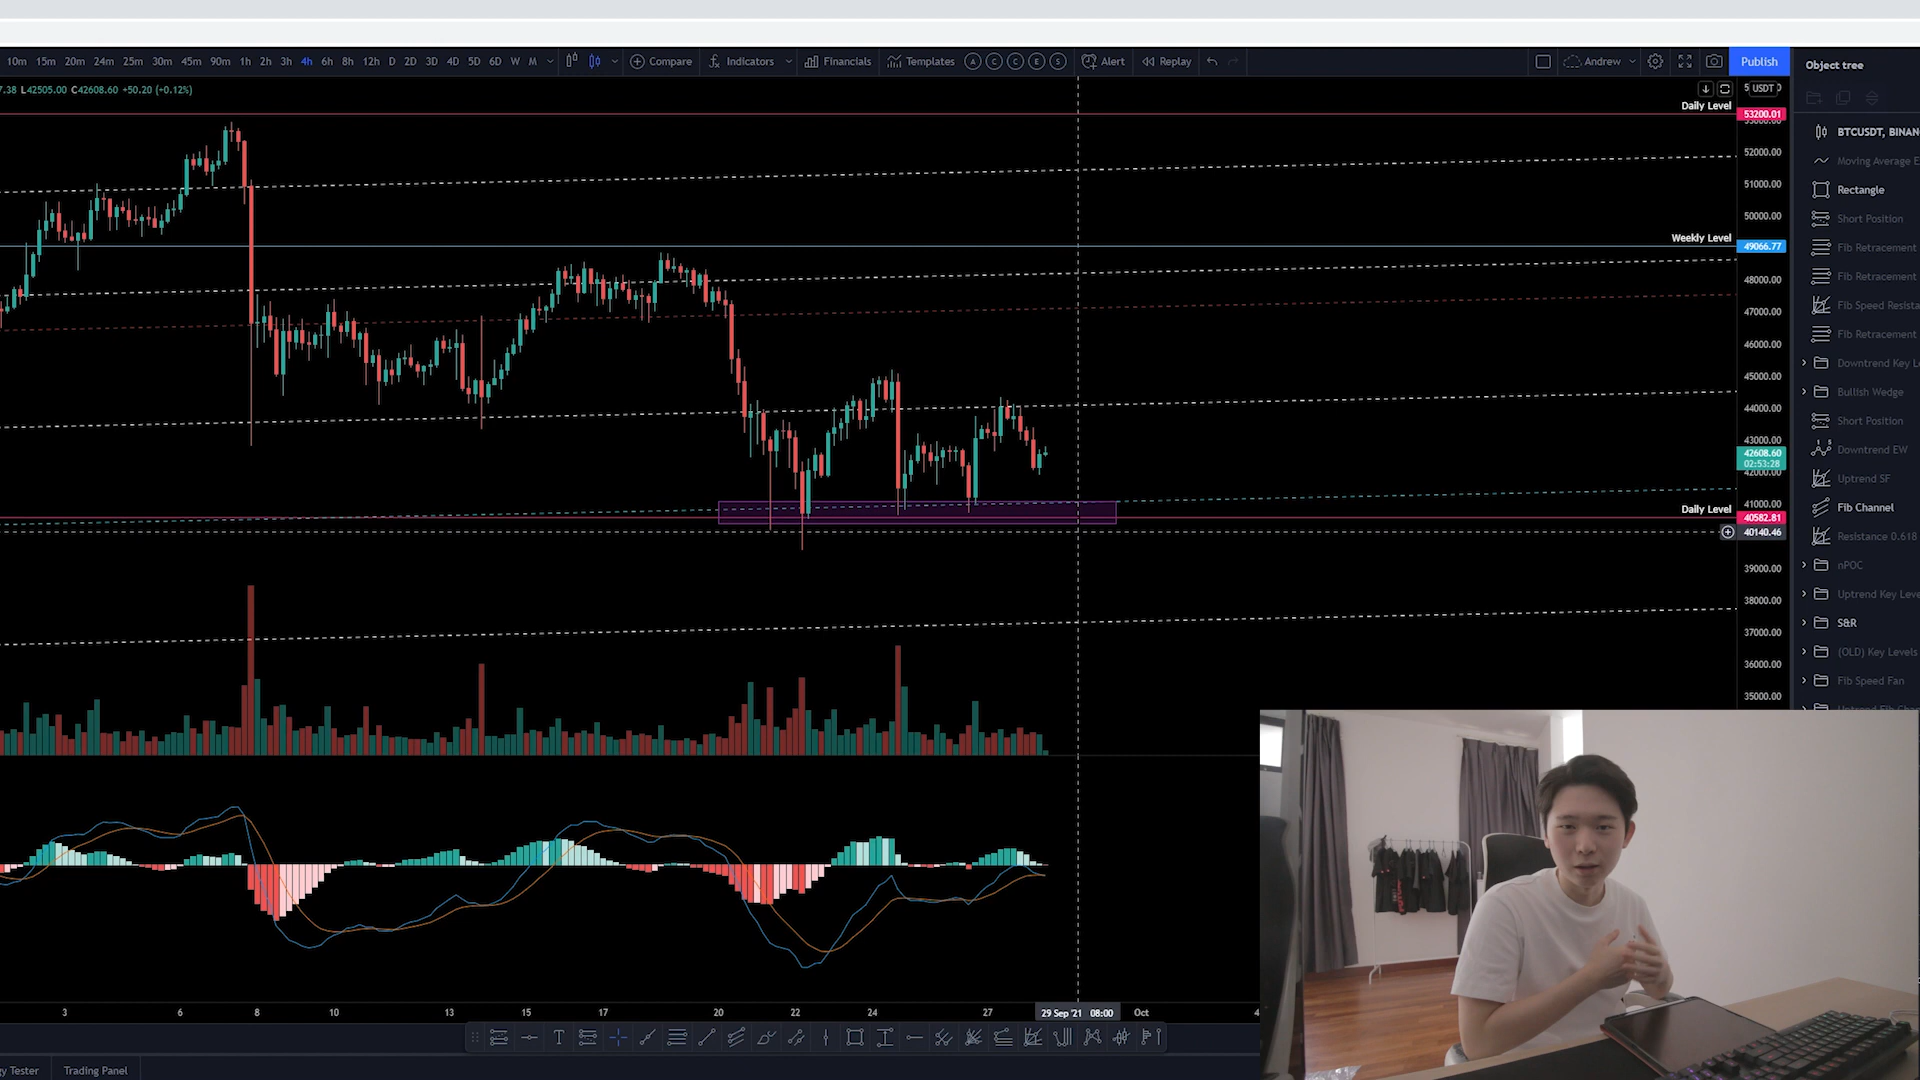 10m 15m 20m 24m 25m 30m 45m 90m 1h 2h 3h 4h 6h 8h 12h D 2D 3D 4D 5D 6D W M Compare Indicators Financials Templates A C C E S Alert Replay Andrew Publish
Object tree
7.38 L42505.00 C42608.60 +50.20 (+0.12%)
USDT
Daily Level 53200.01
52000.00
51000.00
50000.00
Weekly Level 49066.77
48000.00
47000.00
46000.00
45000.00
44000.00
43000.00
42608.60
02:53:28
42000.00
41000.00
Daily Level 40582.81
40140.46
39000.00
38000.00
37000.00
36000.00
35000.00
BTCUSDT, BINAN
Moving Average E
Rectangle
Short Position
Fib Retracement
Fib Retracement
Fib Speed Resista
Fib Retracement
Downtrend Key Le
Bullish Wedge
Short Position
Downtrend EW
Uptrend SF
Fib Channel
Resistance 0.618
nPOC
Uptrend Key Leve
S&R
(OLD) Key Levels
Fib Speed Fan
3 6 8 10 13 15 17 20 22 24 27 29 Sep '21 08:00 Oct 4
gy Tester Trading Panel